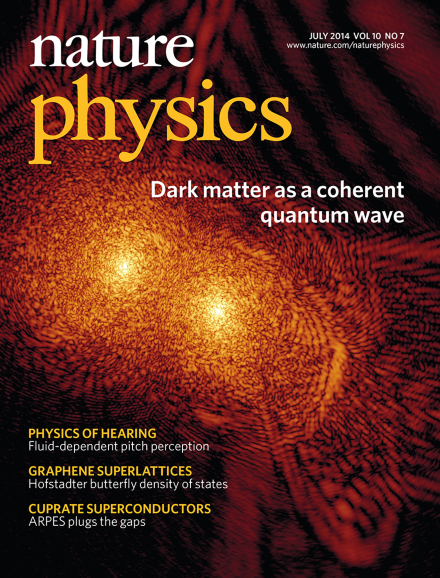 nature
JULY 2014 VOL 10 NO 7
www.nature.com/naturephysics
physics
Dark matter as a coherent
quantum wave
PHYSICS OF HEARING
Fluid-dependent pitch perception
GRAPHENE SUPERLATTICES
Hofstadter butterfly density of states
CUPRATE SUPERCONDUCTORS
ARPES plugs the gaps